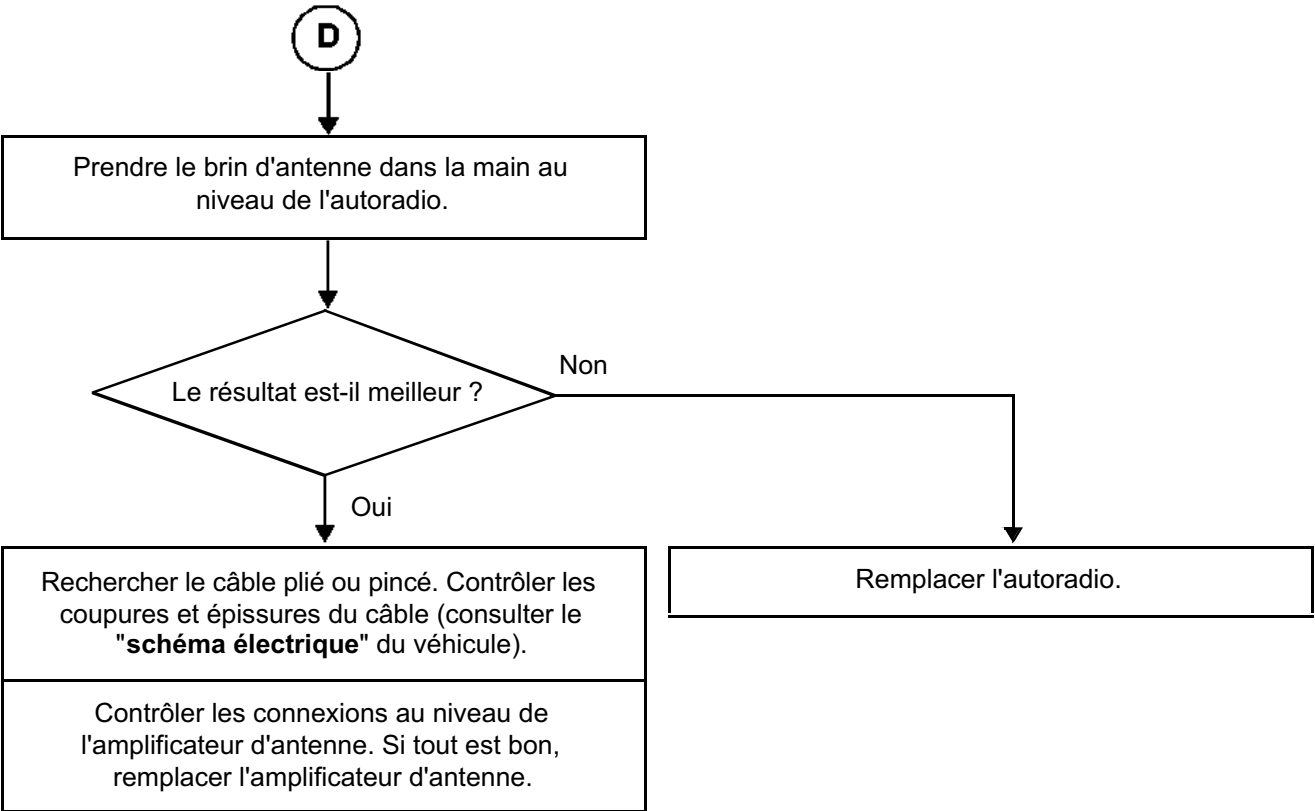 D
Prendre le brin d'antenne dans la main au
niveau de l'autoradio.
Le résultat est-il meilleur ?
Non
Oui
Rechercher le câble plié ou pincé. Contrôler les
coupures et épissures du câble (consulter le
"schéma électrique" du véhicule).
Remplacer l'autoradio.
Contrôler les connexions au niveau de
l'amplificateur d'antenne. Si tout est bon,
remplacer l'amplificateur d'antenne.